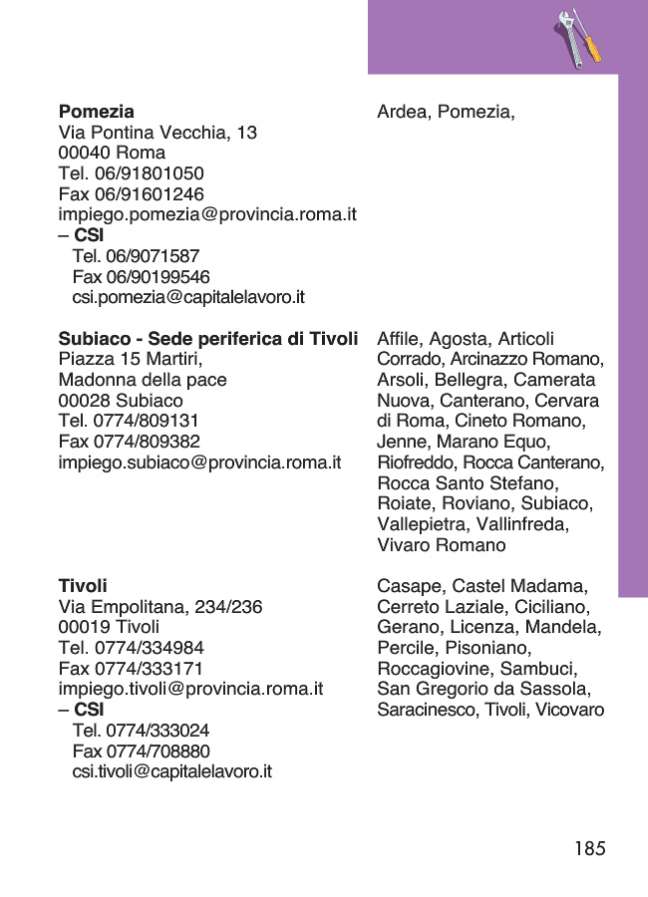 Pomezia
Via Pontina Vecchia, 13
00040 Roma
Tel. 06/91801050
Fax 06/91601246
impiego.pomezia@provincia.roma.it
– CSI
Tel. 06/9071587
Fax 06/90199546
csi.pomezia@capitalelavoro.it
Ardea, Pomezia,
Subiaco - Sede periferica di Tivoli
Piazza 15 Martiri,
Madonna della pace
00028 Subiaco
Tel. 0774/809131
Fax 0774/809382
impiego.subiaco@provincia.roma.it
Affile, Agosta, Articoli
Corrado, Arcinazzo Romano,
Arsoli, Bellegra, Camerata
Nuova, Canterano, Cervara
di Roma, Cineto Romano,
Jenne, Marano Equo,
Riofreddo, Rocca Canterano,
Rocca Santo Stefano,
Roiate, Roviano, Subiaco,
Vallepietra, Vallinfreda,
Vivaro Romano
Tivoli
Via Empolitana, 234/236
00019 Tivoli
Tel. 0774/334984
Fax 0774/333171
impiego.tivoli@provincia.roma.it
– CSI
Tel. 0774/333024
Fax 0774/708880
csi.tivoli@capitalelavoro.it
Casape, Castel Madama,
Cerreto Laziale, Ciciliano,
Gerano, Licenza, Mandela,
Percile, Pisoniano,
Roccagiovine, Sambuci,
San Gregorio da Sassola,
Saracinesco, Tivoli, Vicovaro
185